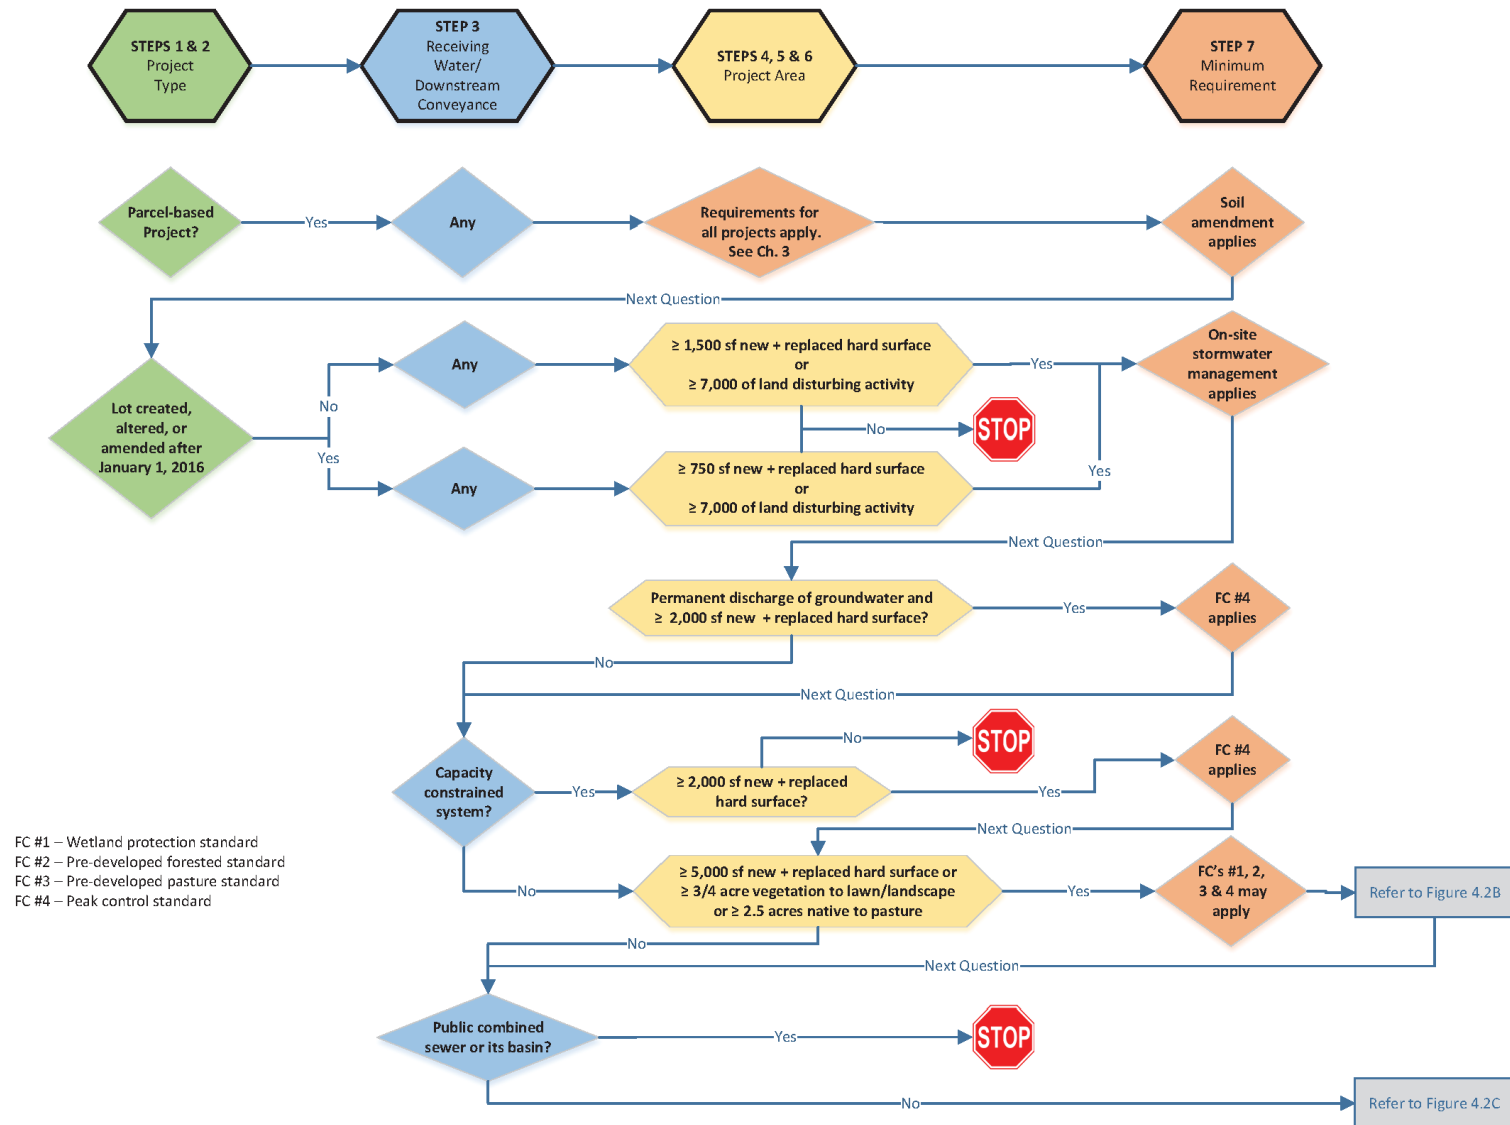 STEPS 1 & 2
Project
Type
STEP 3
Receiving
Water/
Downstream
Conveyance
STEPS 4, 5 & 6
Project Area
STEP 7
Minimum
Requirement
Parcel-based
Project?
Yes
Any
Requirements for
all projects apply.
See Ch. 3
Soil
amendment
applies
Next Question
Lot created,
altered, or
amended after
January 1, 2016
No
Yes
Any
≥ 1,500 sf new + replaced hard surface
or
≥ 7,000 of land disturbing activity
Yes
On-site
stormwater
management
applies
No
STOP
Any
≥ 750 sf new + replaced hard surface
or
≥ 7,000 of land disturbing activity
Yes
Next Question
Permanent discharge of groundwater and
≥ 2,000 sf new + replaced hard surface?
Yes
FC #4
applies
No
Next Question
Capacity
constrained
system?
Yes
≥ 2,000 sf new + replaced
hard surface?
No
STOP
Yes
FC #4
applies
Next Question
FC #1 – Wetland protection standard
FC #2 – Pre-developed forested standard
FC #3 – Pre-developed pasture standard
FC #4 – Peak control standard
No
≥ 5,000 sf new + replaced hard surface or
≥ 3/4 acre vegetation to lawn/landscape
or ≥ 2.5 acres native to pasture
Yes
FC's #1, 2,
3 & 4 may
apply
Refer to Figure 4.2B
No
Next Question
Public combined
sewer or its basin?
Yes
STOP
No
Refer to Figure 4.2C